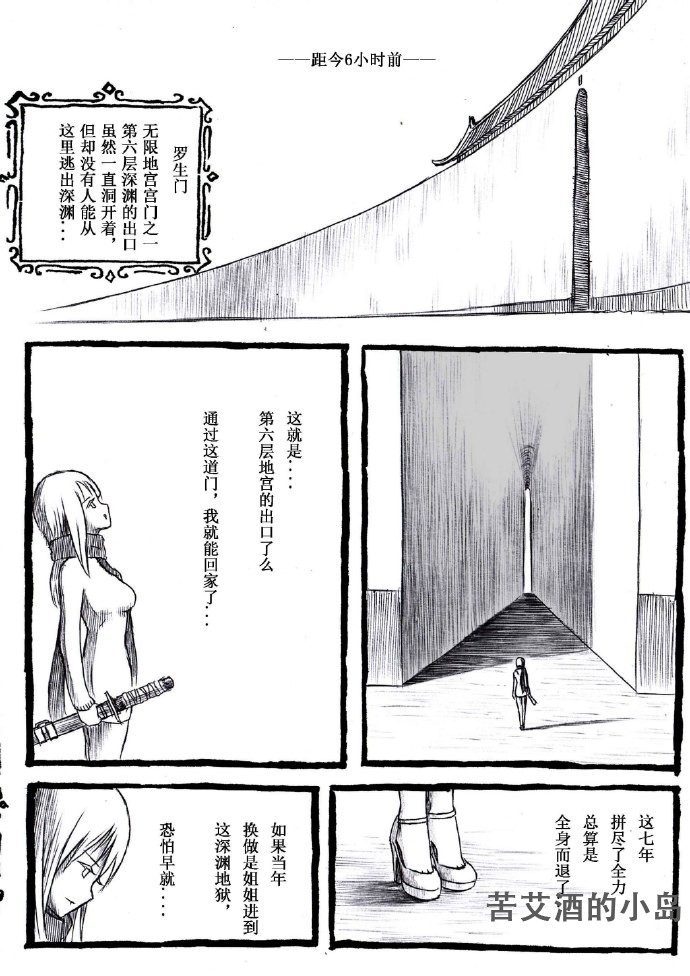 ——距今6小时前——
罗生门
无限地宫宫门之一
第六层深渊的出口
虽然一直洞开着,
但却没有人能从
这里逃出深渊...
这就是....
第六层地宫的出口了么
通过这道门,我就能回家了...
这七年
拼尽了全力
总算是
全身而退了
如果当年
换做是姐姐进到
这深渊地狱,
恐怕早就....
苦艾酒的小岛